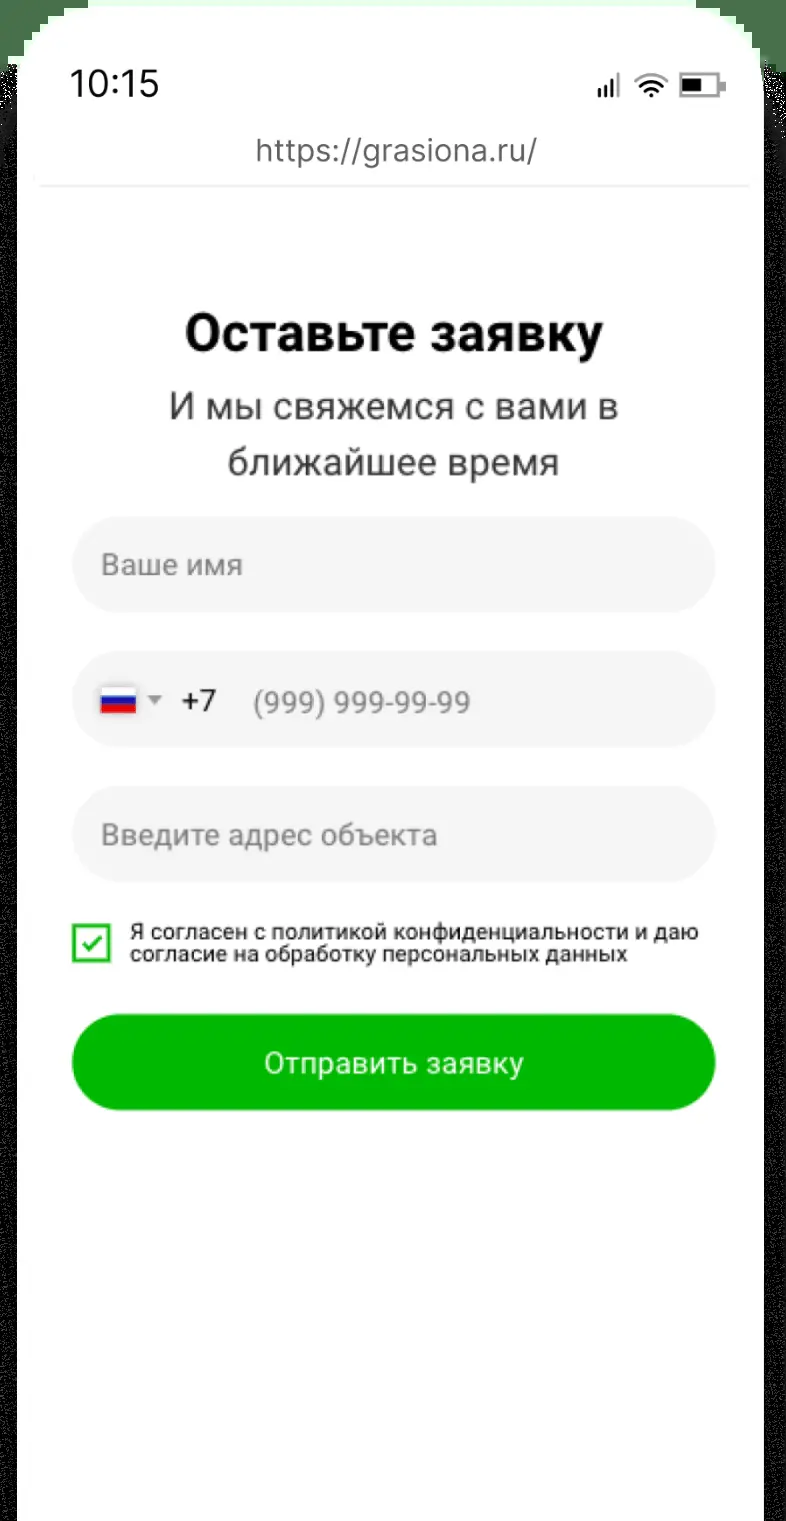 10:15
https://grasiona.ru/
Оставьте заявку
И мы свяжемся с вами в
ближайшее время
Ваше имя
+7 (999) 999-99-99
Введите адрес объекта
Я согласен с политикой конфиденциальности и даю
согласие на обработку персональных данных
Отправить заявку